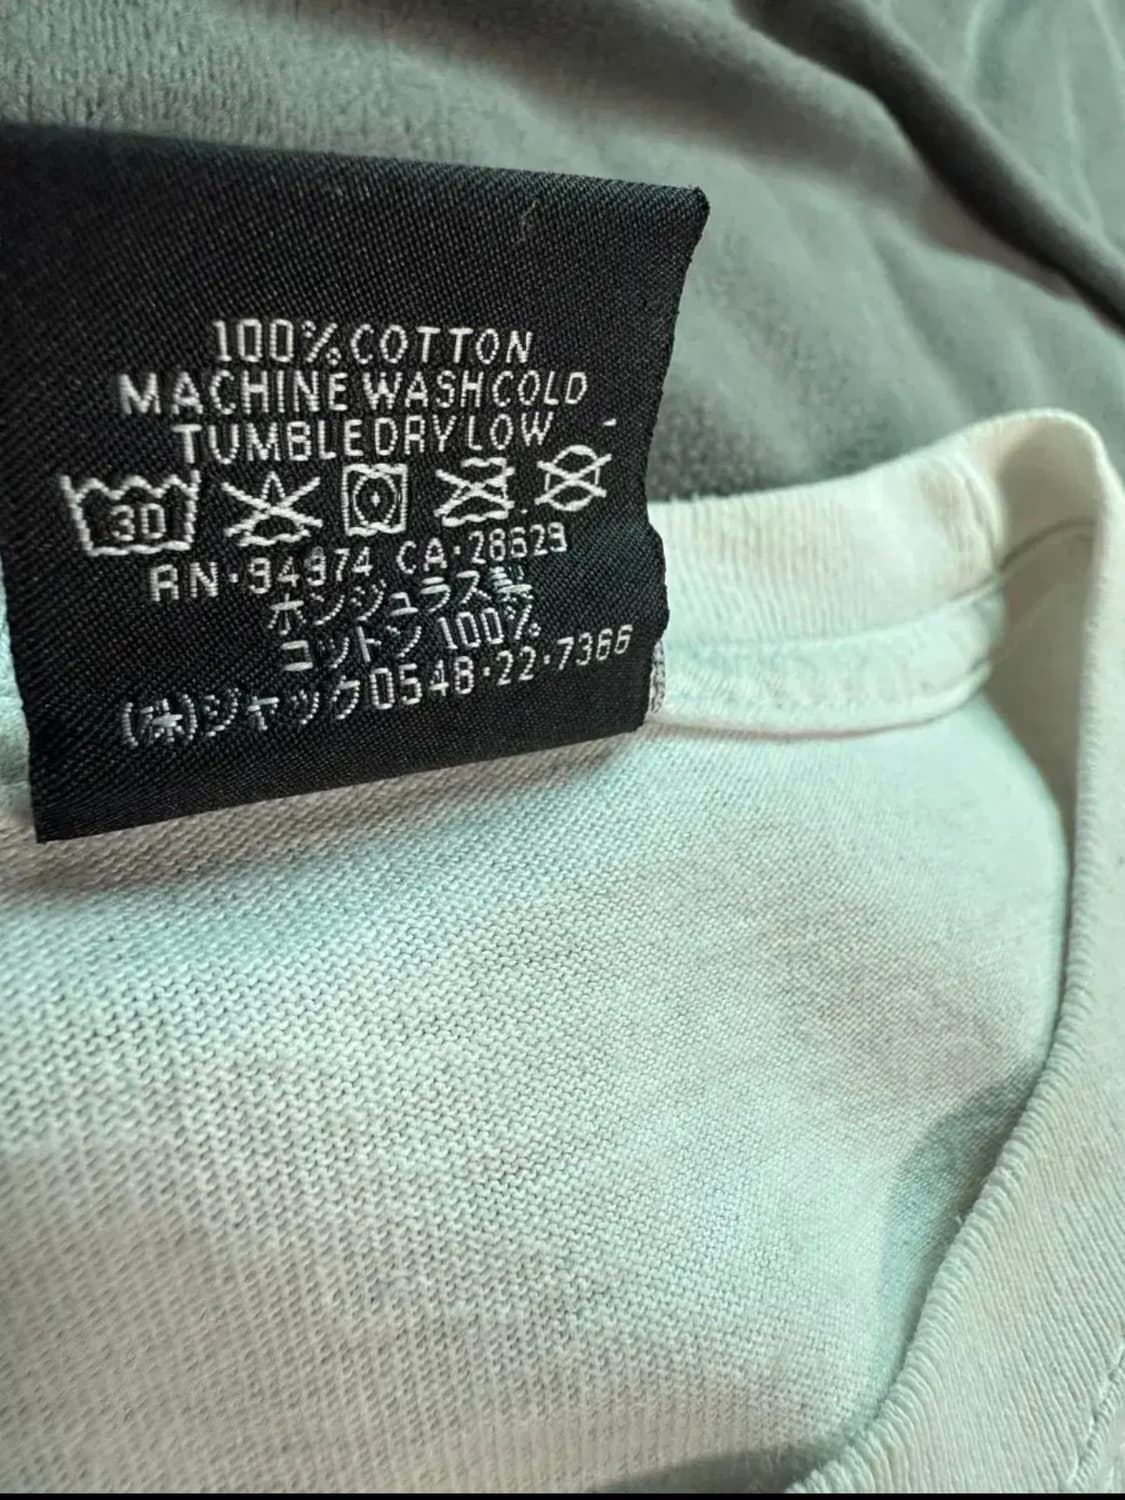 100% COTTON
MACHINE WASH COLD
TUMBLE DRY LOW
30
RN·94974 CA·28629
ホンジュラス製
コットン 100%
(株)ジャック0548·22·7366